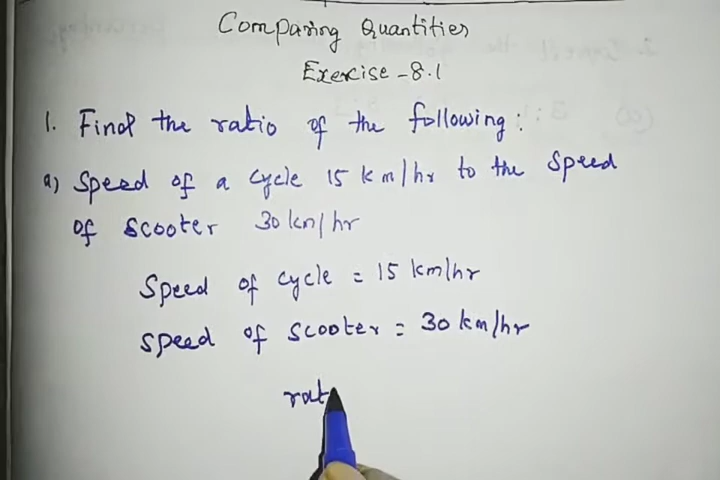 Comparing Quantities
Exercise - 8.1
1. Find the ratio of the following:
a) Speed of a cycle 15 km/hr to the speed
of scooter 30 km/hr
Speed of cycle = 15 km/hr
Speed of scooter = 30 km/hr
rat